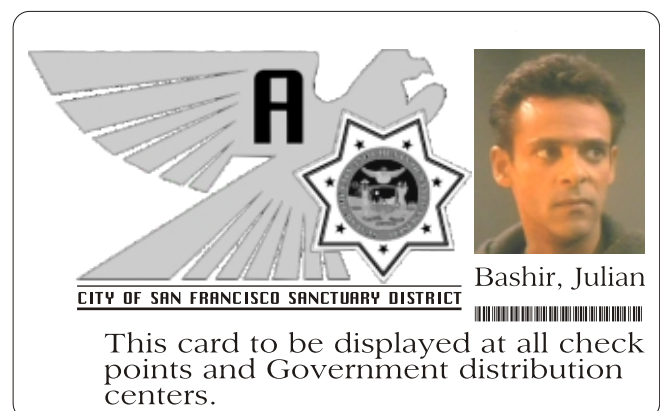 A
CITY OF SAN FRANCISCO SANCTUARY DISTRICT
Bashir, Julian
This card to be displayed at all check
points and Government distribution
centers.